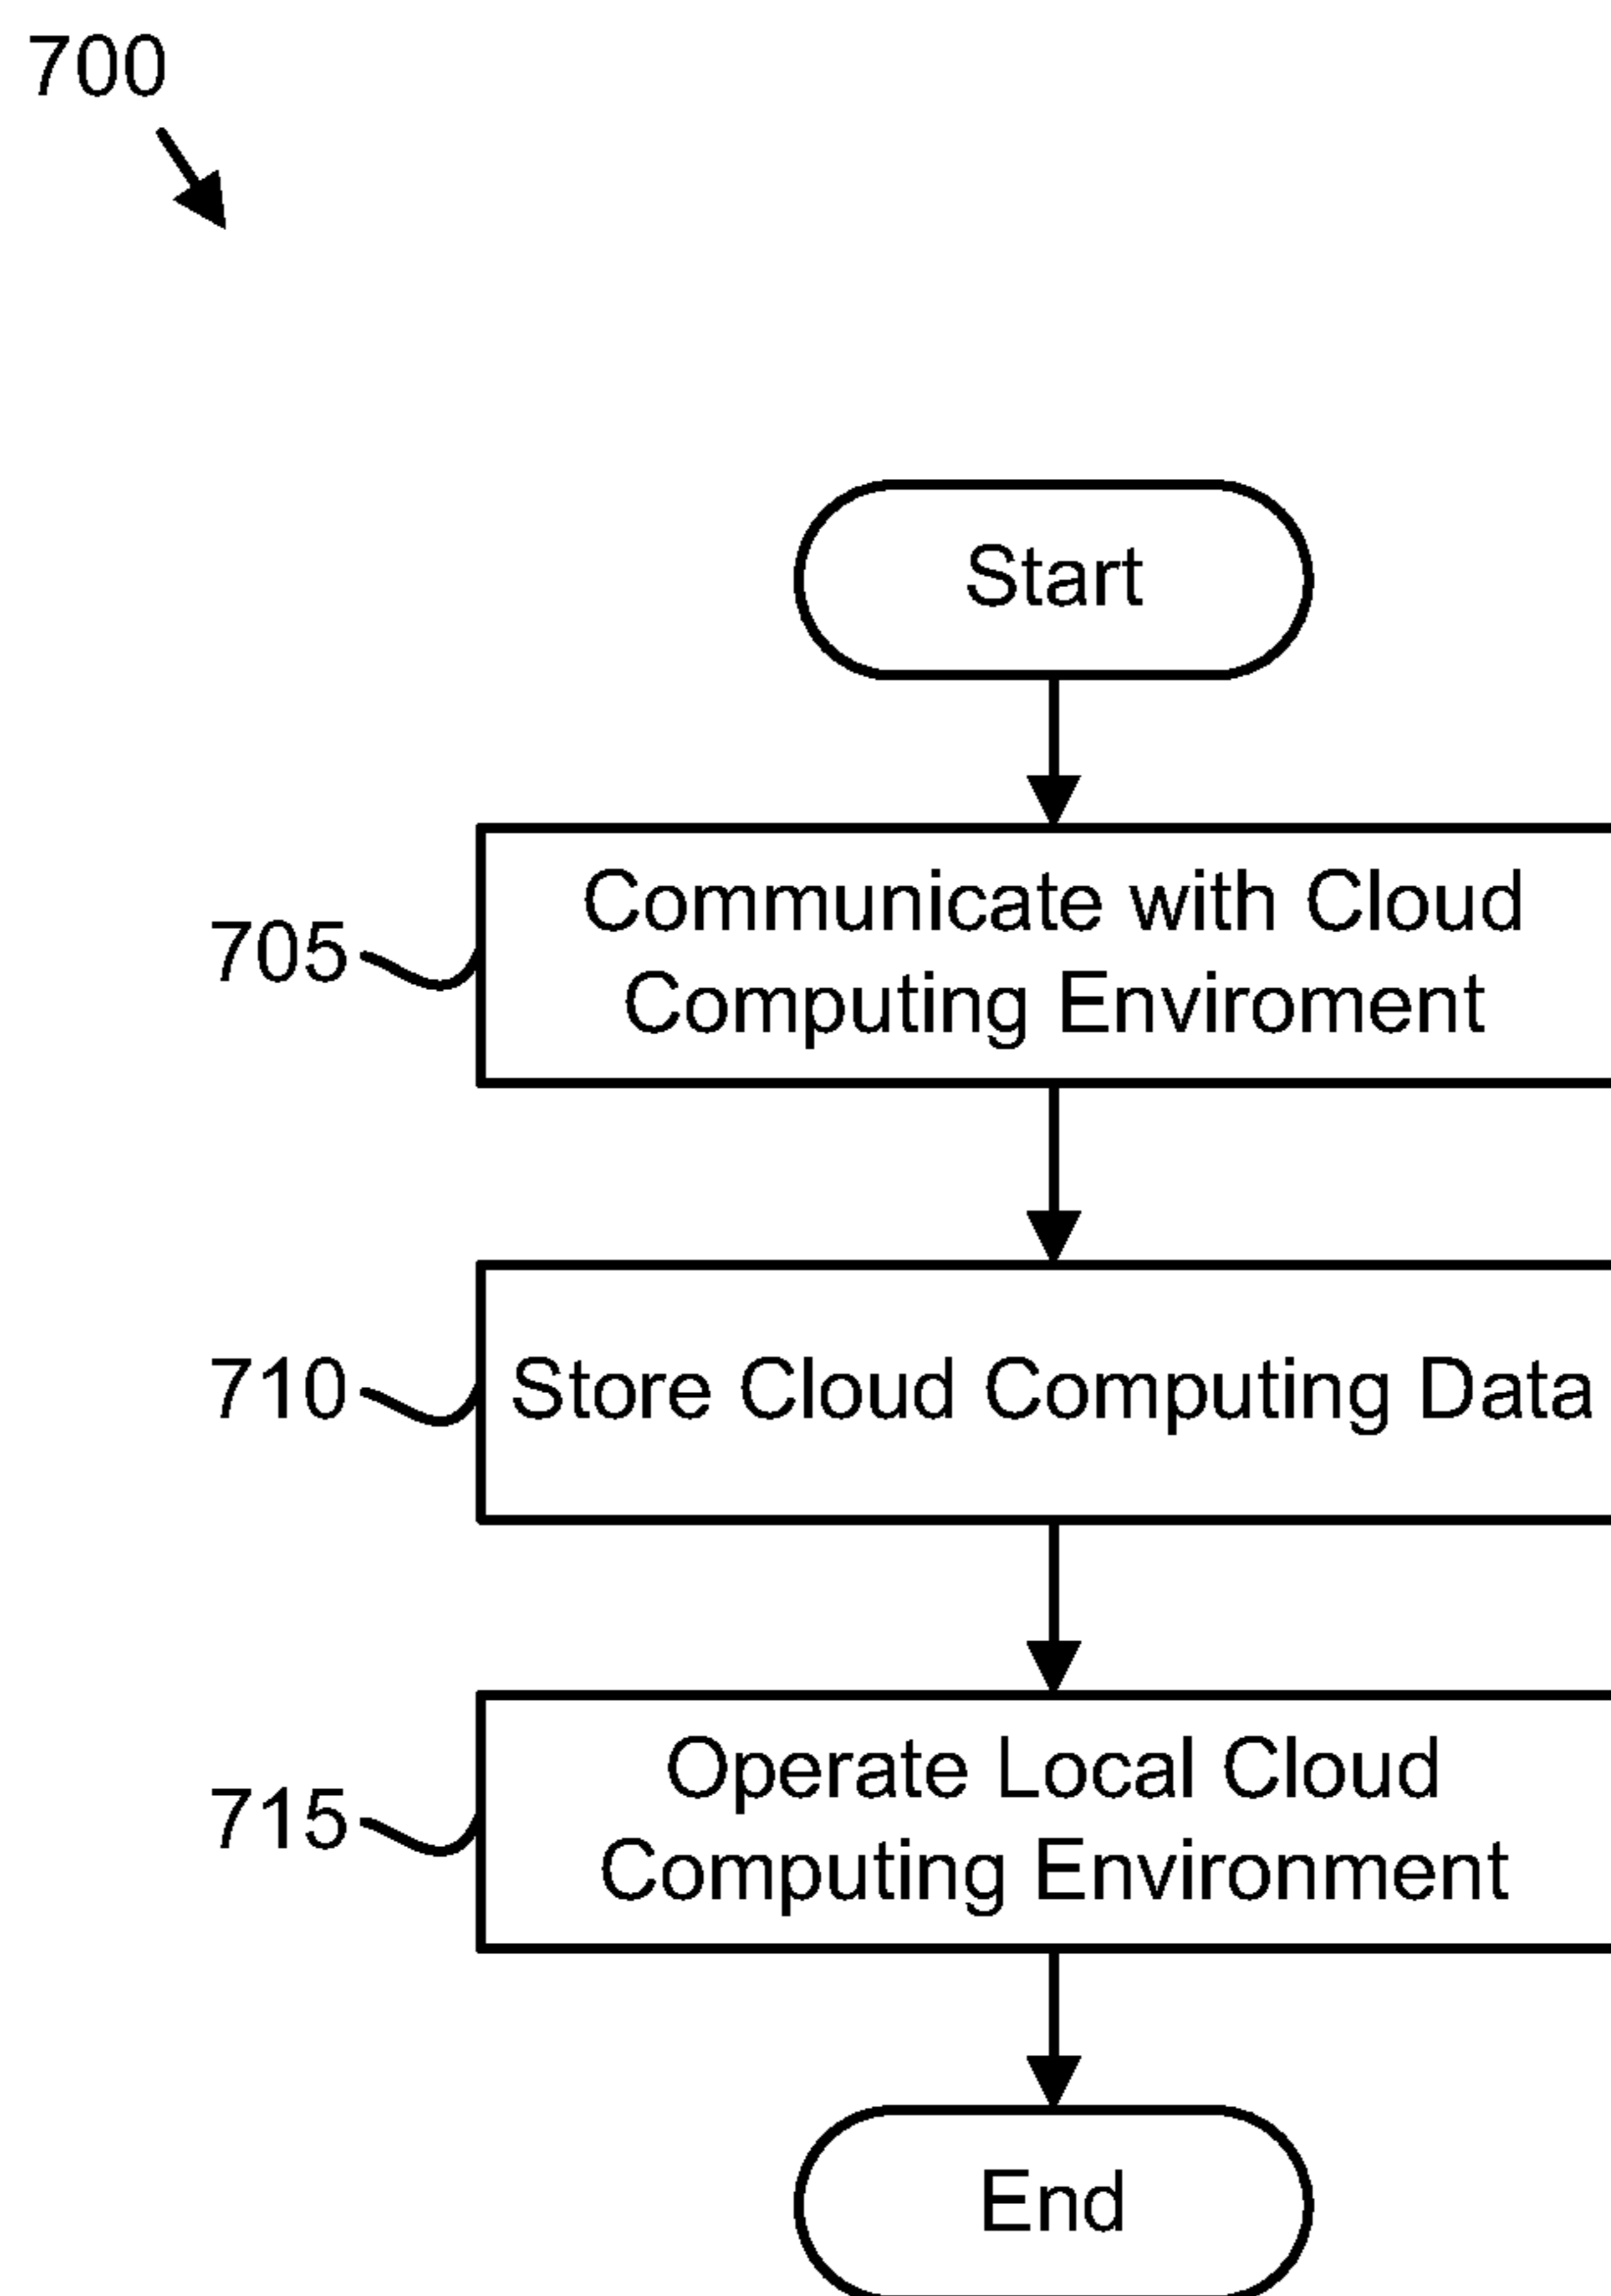 700
Start
705
Communicate with Cloud
Computing Enviroment
710
Store Cloud Computing Data
715
Operate Local Cloud
Computing Environment
End